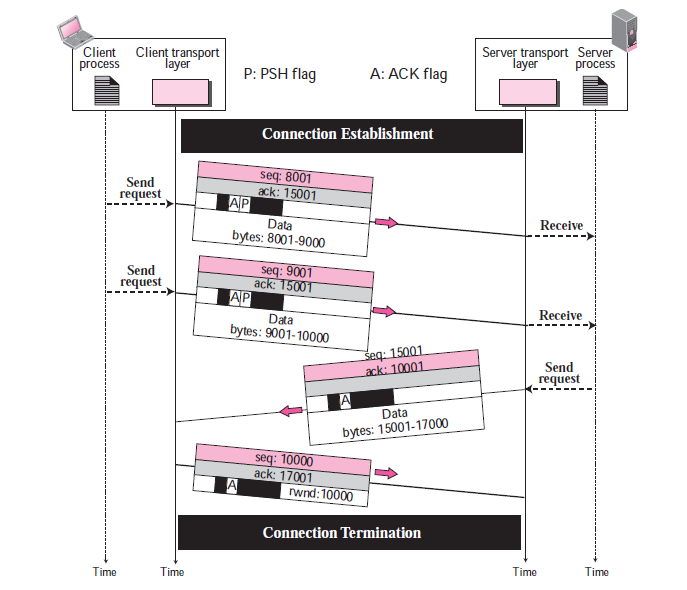 Client process
Client transport layer
Server transport layer
Server process
P: PSH flag
A: ACK flag
Connection Establishment
Send request
seq: 8001
ack: 15001
A P
Data
bytes: 8001-9000
Receive
Send request
seq: 9001
ack: 15001
A P
Data
bytes: 9001-10000
Receive
seq: 15001
ack: 10001
A
Data
bytes: 15001-17000
Send request
seq: 10000
ack: 17001
A
rwnd:10000
Connection Termination
Time
Time
Time
Time